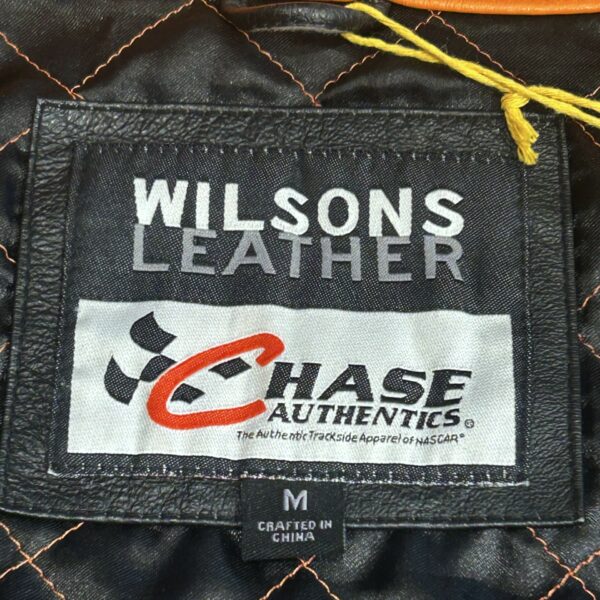 WILSONS
LEATHER
CHASE
AUTHENTICS®
The Authentic Trackside Apparel of NASCAR®
M
CRAFTED IN
CHINA